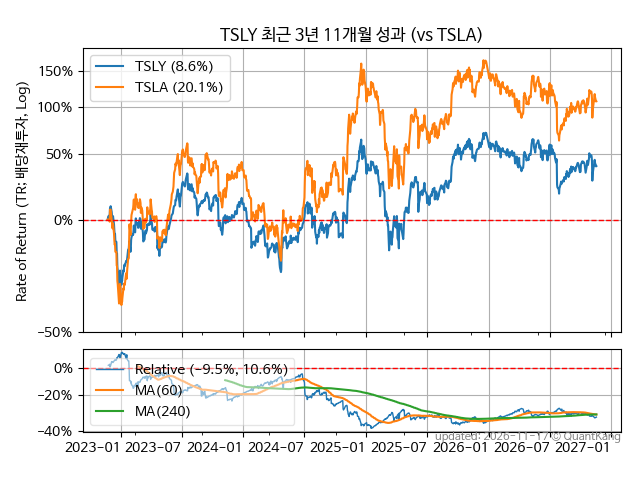 TSLY 최근 3년 11개월 성과 (vs TSLA)
Rate of Return (TR: 배당재투자, Log)
150%
100%
50%
0%
−50%
TSLY (8.6%)
TSLA (20.1%)
0%
−20%
−40%
Relative (−9.5%, 10.6%)
MA(60)
MA(240)
updated: 2026−11−17 © QuantKang
2023−01
2023−07
2024−01
2024−07
2025−01
2025−07
2026−01
2026−07
2027−01